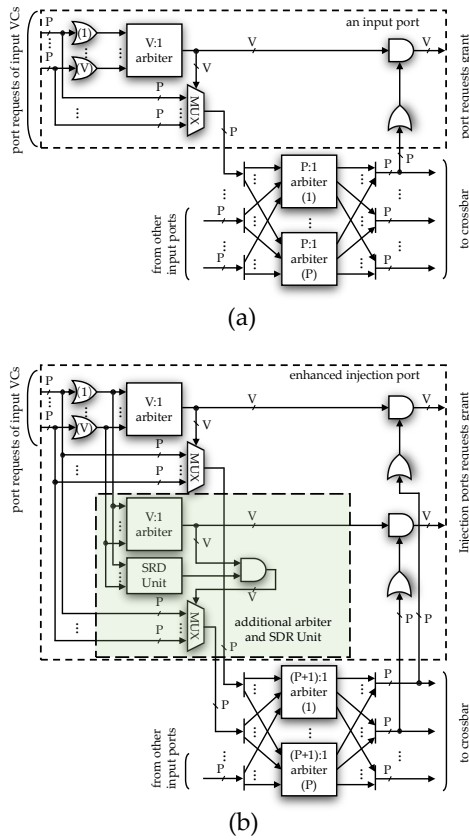 port requests of input VCs
an input port
port requests grant
P
(1)
V:1
arbiter
V
V
P
(V)
V
P
MUX
P
P
P:1
arbiter
(1)
P
P
from other
input ports
P
P:1
arbiter
(P)
P
P
to crossbar
(a)
port requests of input VCs
enhanced injection port
Injection ports requests grant
P
(1)
V:1
arbiter
V
V
P
(V)
V
P
MUX
P
V:1
arbiter
V
V
SRD
Unit
V
P
MUX
P
additional arbiter
and SDR Unit
P
P
P
P
(P+1):1
arbiter
(1)
P
P
from other
input ports
P
(P+1):1
arbiter
(P)
P
to crossbar
(b)